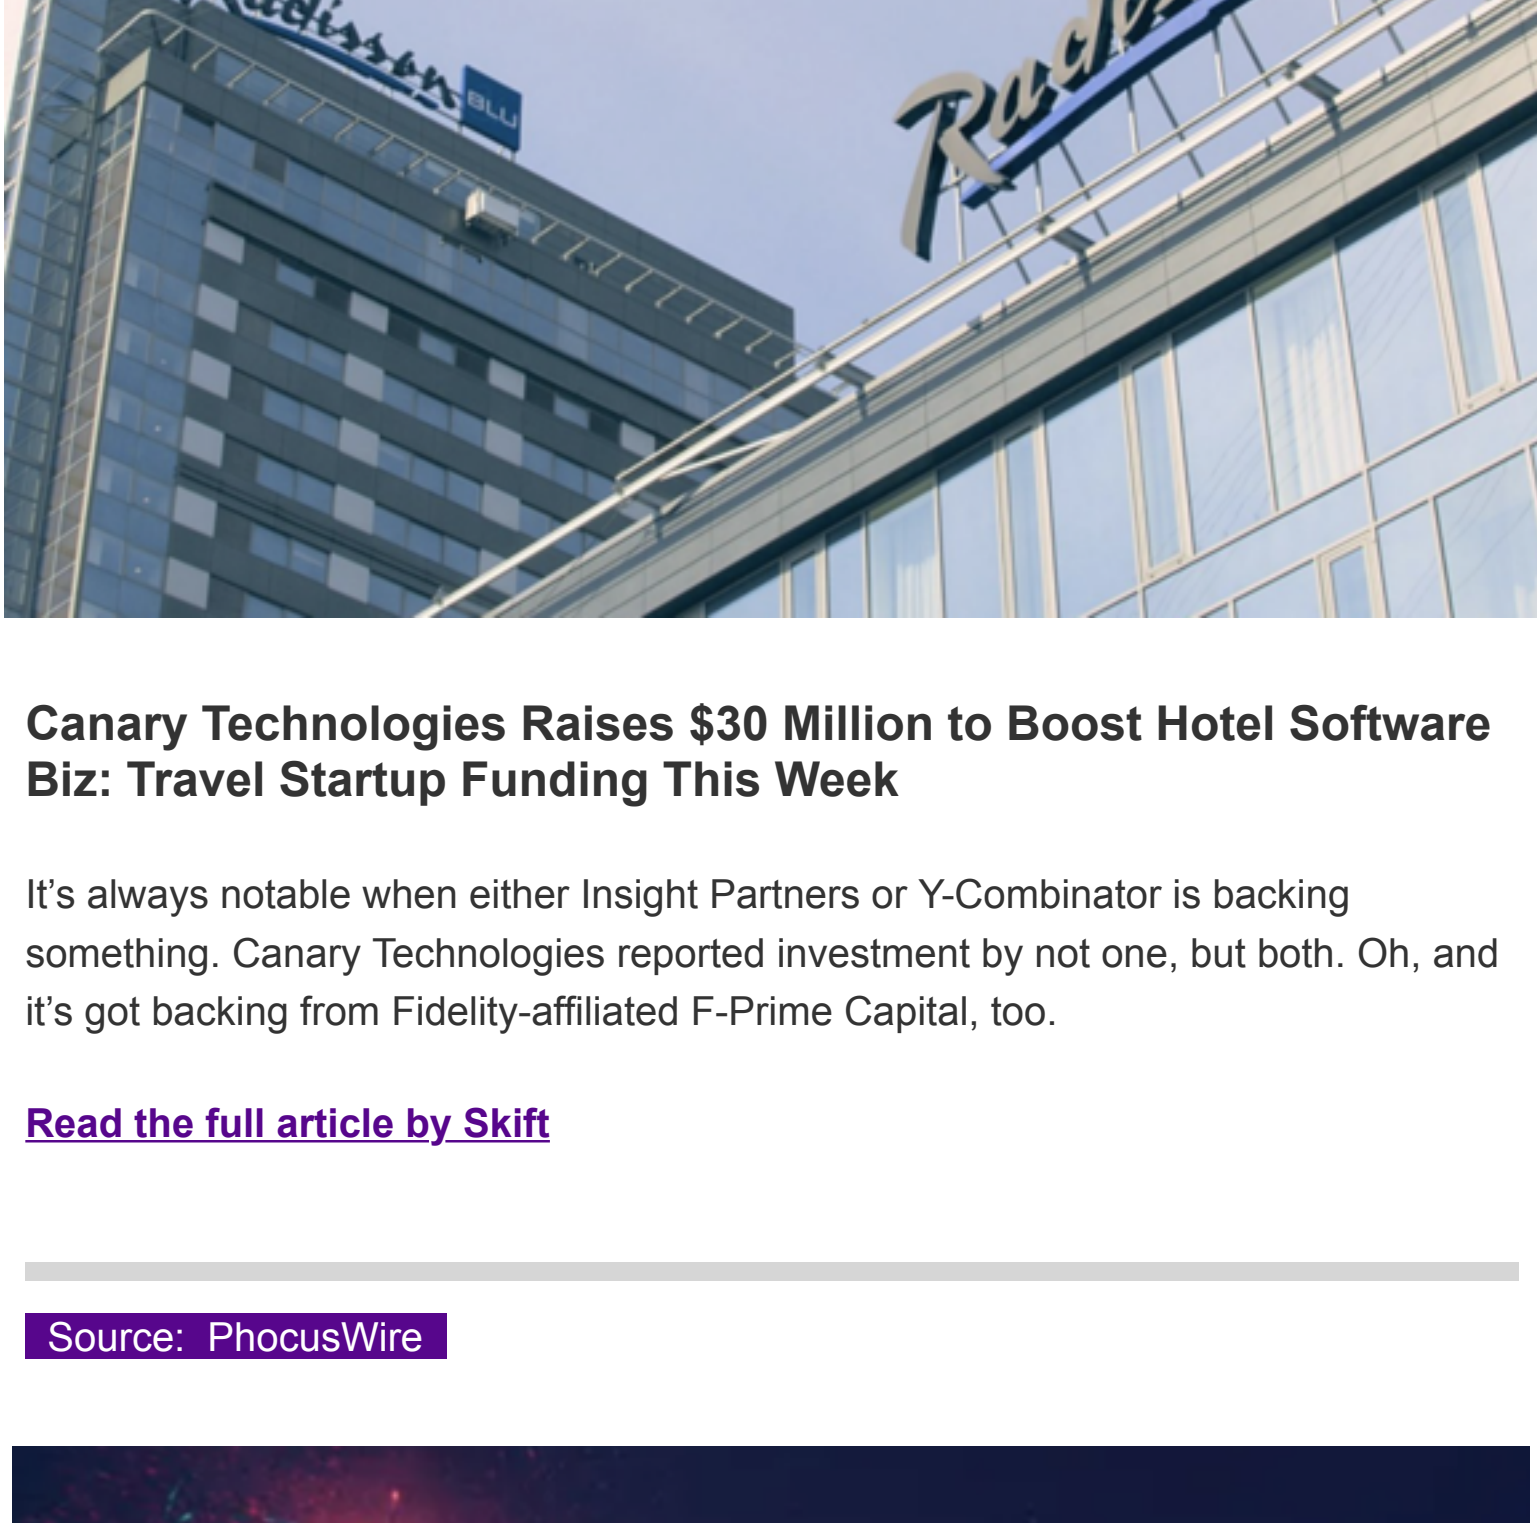 Radisson
BLU
Rad
Canary Technologies Raises $30 Million to Boost Hotel Software
Biz: Travel Startup Funding This Week
It’s always notable when either Insight Partners or Y-Combinator is backing
something. Canary Technologies reported investment by not one, but both. Oh, and
it’s got backing from Fidelity-affiliated F-Prime Capital, too.
Read the full article by Skift
Source:  PhocusWire